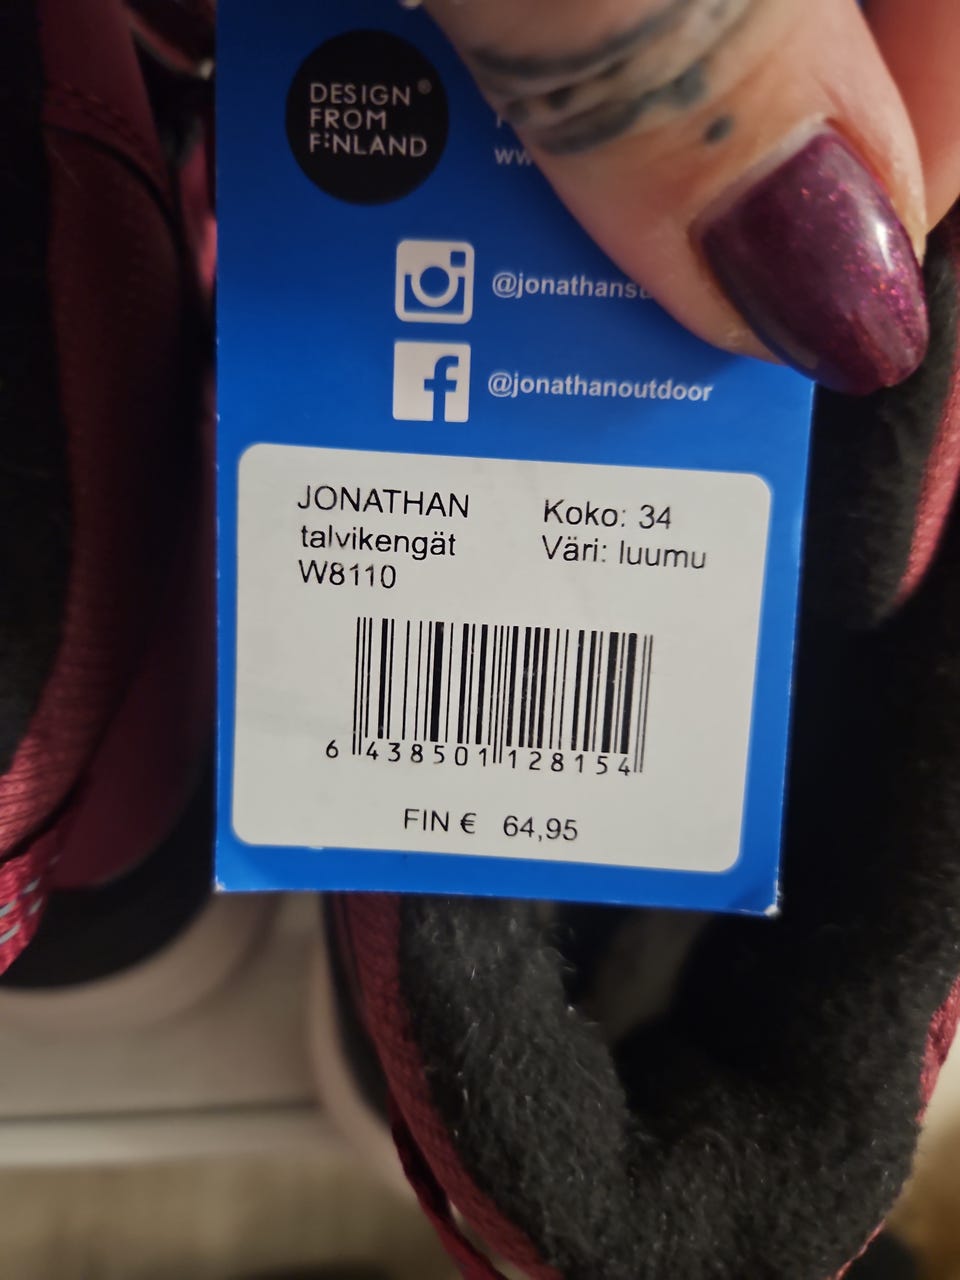 DESIGN®
FROM
FINLAND
@jonathanoutdoor
JONATHAN
talvikengät
W8110
Koko: 34
Väri: luumu
6 438501 128154
FIN € 64,95